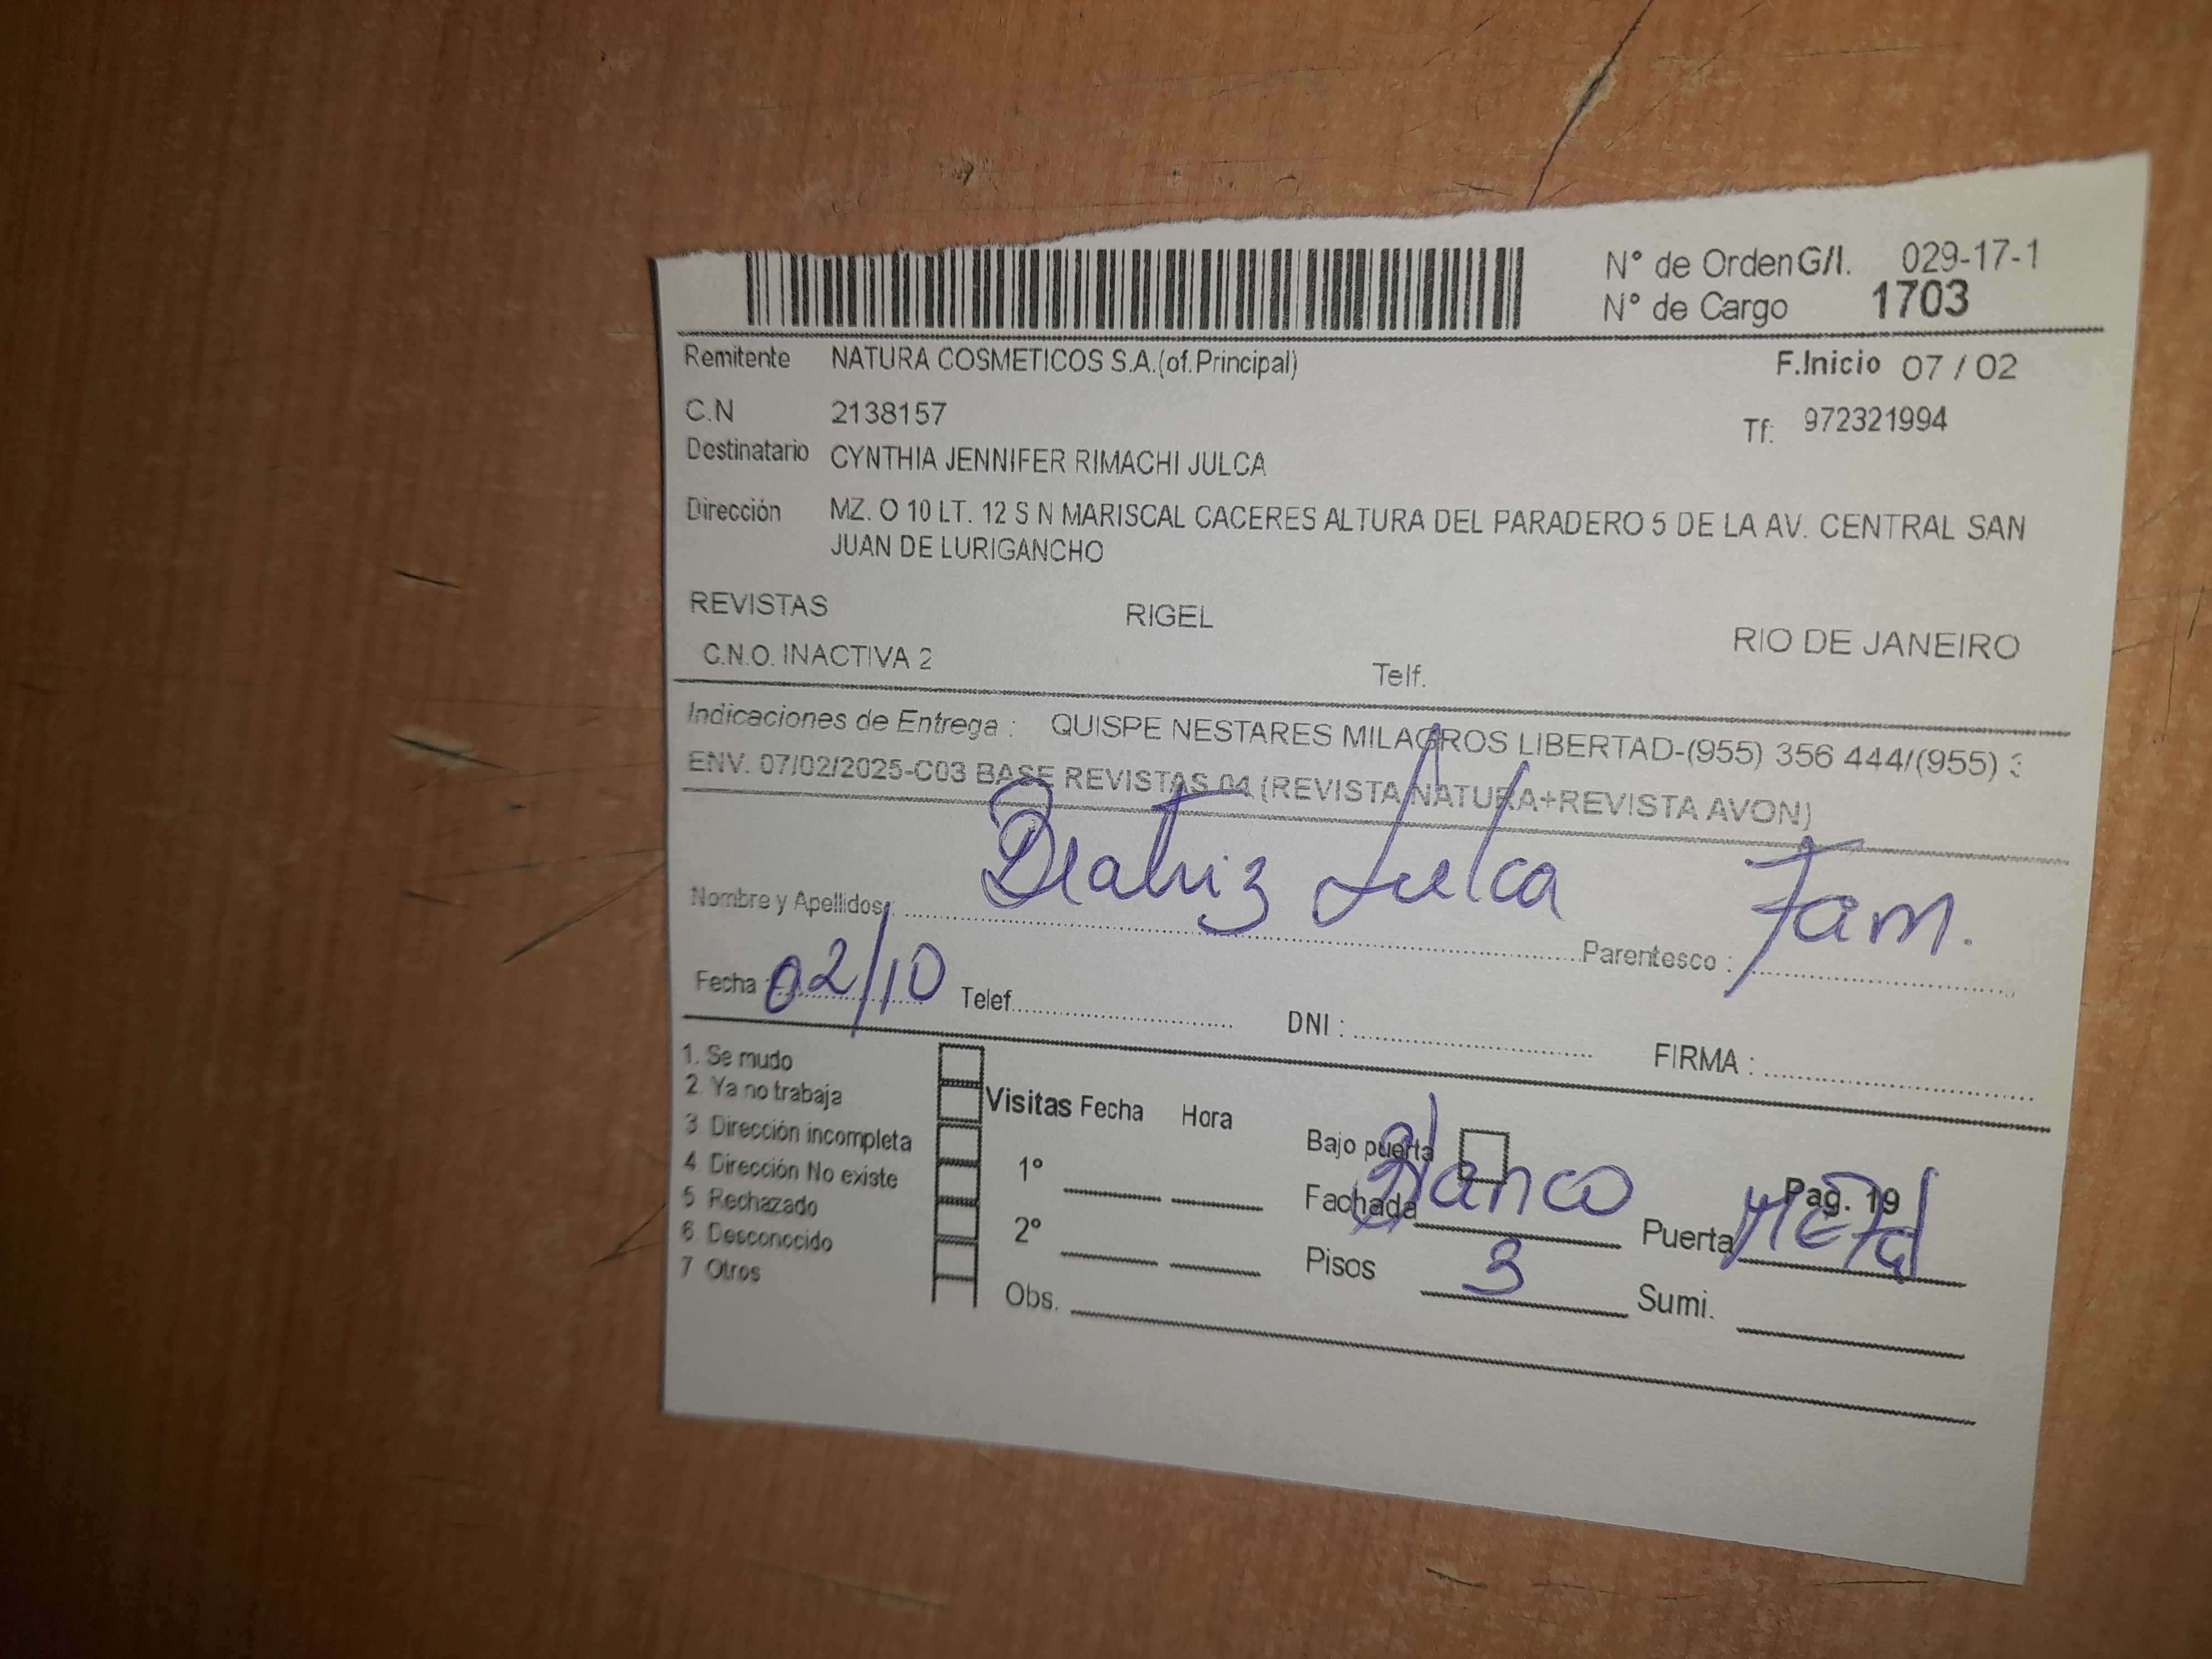 N° de Orden G/I. 029-17-1
N° de Cargo 1703
Remitente NATURA COSMETICOS S.A.(of.Principal) F.Inicio 07 / 02
C.N 2138157 Tf: 972321994
Destinatario CYNTHIA JENNIFER RIMACHI JULCA
Dirección MZ. O 10 LT. 12 S N MARISCAL CACERES ALTURA DEL PARADERO 5 DE LA AV. CENTRAL SAN
JUAN DE LURIGANCHO
REVISTAS RIGEL RIO DE JANEIRO
C.N.O. INACTIVA 2 Telf.
Indicaciones de Entrega : QUISPE NESTARES MILAGROS LIBERTAD-(955) 356 444/(955) 3
ENV. 07/02/2025-C03 BASE REVISTAS 04 (REVISTA NATURA+REVISTA AVON)
Nombre y Apellidos: Beatriz Julca Parentesco : Fam.
Fecha : 02/10 Telef. DNI : FIRMA :
1. Se mudo
2. Ya no trabaja
3 Dirección incompleta
4 Dirección No existe
5 Rechazado
6. Desconocido
7 Otros
Visitas Fecha Hora
1°
2°
Obs.
Bajo puerta
Pag. 19
Fachada Blanco Puerta Metal
Pisos 3 Sumi.